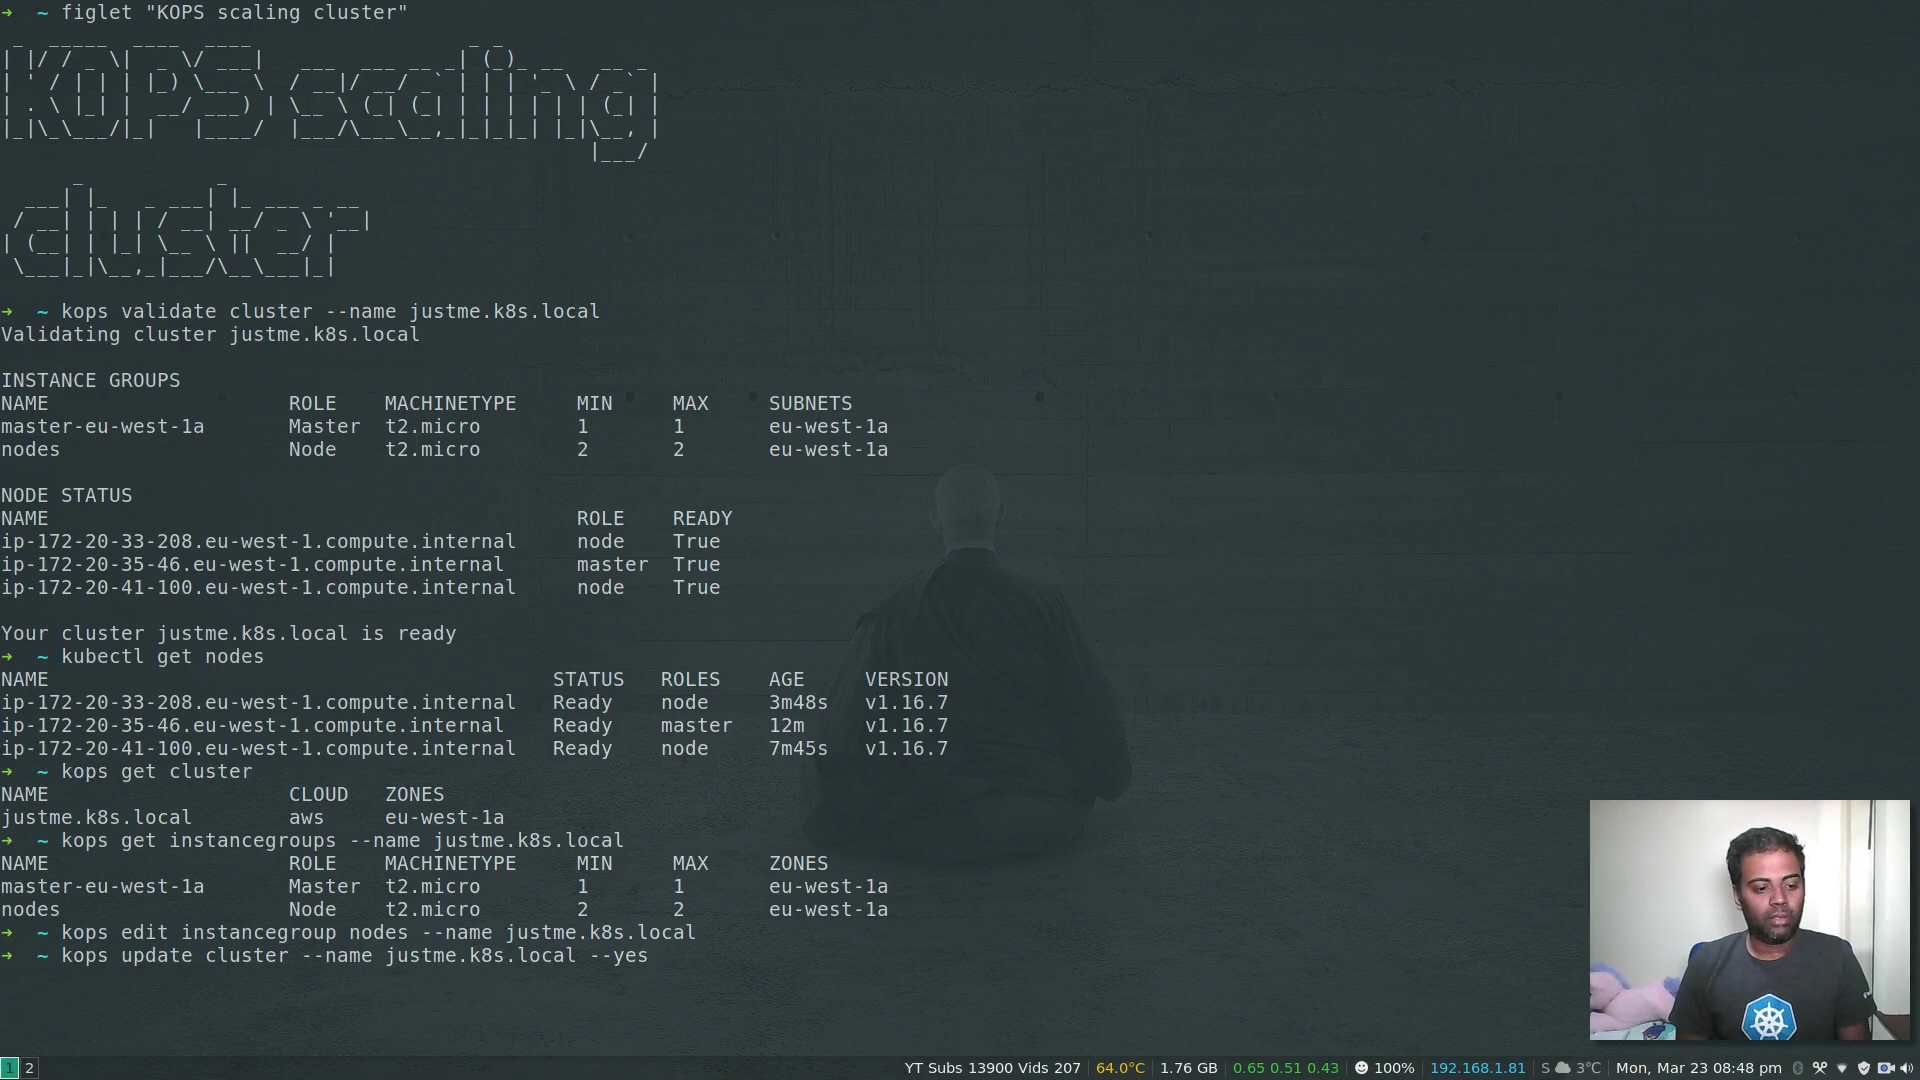 ➜  ~ figlet "KOPS scaling cluster"
KOPS scaling
cluster
➜  ~ kops validate cluster --name justme.k8s.local
Validating cluster justme.k8s.local
INSTANCE GROUPS
NAME ROLE MACHINETYPE MIN MAX SUBNETS
master-eu-west-1a Master t2.micro 1 1 eu-west-1a
nodes Node t2.micro 2 2 eu-west-1a
NODE STATUS
NAME ROLE READY
ip-172-20-33-208.eu-west-1.compute.internal node True
ip-172-20-35-46.eu-west-1.compute.internal master True
ip-172-20-41-100.eu-west-1.compute.internal node True
Your cluster justme.k8s.local is ready
➜  ~ kubectl get nodes
NAME STATUS ROLES AGE VERSION
ip-172-20-33-208.eu-west-1.compute.internal Ready node 3m48s v1.16.7
ip-172-20-35-46.eu-west-1.compute.internal Ready master 12m v1.16.7
ip-172-20-41-100.eu-west-1.compute.internal Ready node 7m45s v1.16.7
➜  ~ kops get cluster
NAME CLOUD ZONES
justme.k8s.local aws eu-west-1a
➜  ~ kops get instancegroups --name justme.k8s.local
NAME ROLE MACHINETYPE MIN MAX ZONES
master-eu-west-1a Master t2.micro 1 1 eu-west-1a
nodes Node t2.micro 2 2 eu-west-1a
➜  ~ kops edit instancegroup nodes --name justme.k8s.local
➜  ~ kops update cluster --name justme.k8s.local --yes
1 2 YT Subs 13900 Vids 207 64.0°C 1.76 GB 0.65 0.51 0.43 100% 192.168.1.81 S 3°C Mon, Mar 23 08:48 pm